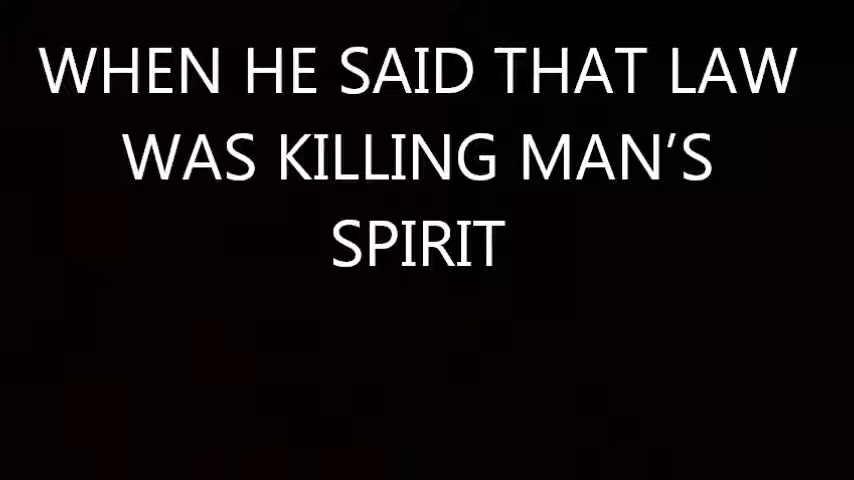 WHEN HE SAID THAT LAW
WAS KILLING MAN’S
SPIRIT